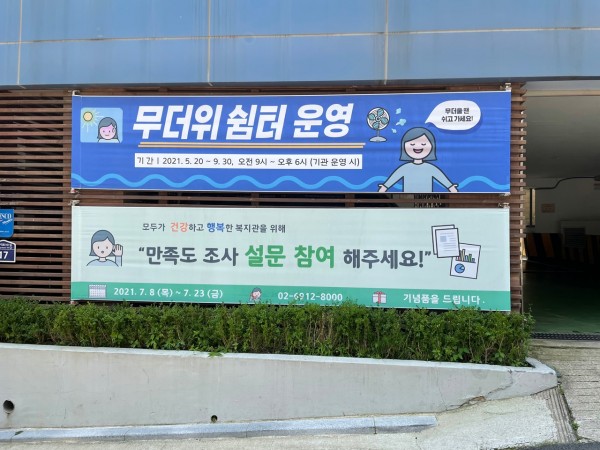 무더위 쉼터 운영
무더울 땐
쉬고 가세요!
기간 | 2021. 5. 20 ~ 9. 30, 오전 9시 ~ 오후 6시 (기관 운영 시)
모두가 건강하고 행복한 복지관을 위해
"만족도 조사 설문 참여 해주세요!"
2021. 7. 8 (목) ~ 7. 23 (금)
02-6912-8000
기념품을 드립니다.
17